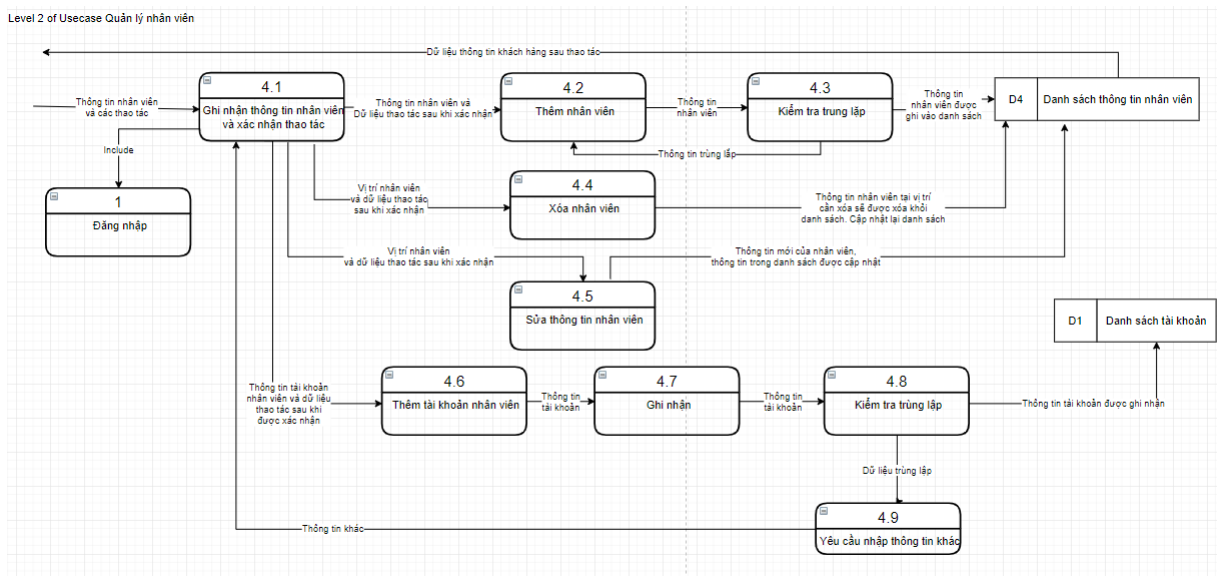 Level 2 of Usecase Quản lý nhân viên
Dữ liệu thông tin khách hàng sau thao tác
Thông tin nhân viên
và các thao tác
4.1
Ghi nhận thông tin nhân viên
và xác nhận thao tác
Thông tin nhân viên và
Dữ liệu thao tác sau khi xác nhận
4.2
Thêm nhân viên
Thông tin
nhân viên
4.3
Kiểm tra trung lặp
Thông tin
nhân viên được
ghi vào danh sách
D4
Danh sách thông tin nhân viên
Include
Thông tin trùng lắp
1
Đăng nhập
Vị trí nhân viên
và dữ liệu thao tác
sau khi xác nhận
4.4
Xóa nhân viên
Thông tin nhân viên tại vị trí
cần xóa sẽ được xóa khỏi
danh sách. Cập nhật lại danh sách
Vị trí nhân viên
và dữ liệu thao tác sau khi xác nhận
Thông tin mới của nhân viên,
thông tin trong danh sách được cập nhật
4.5
Sửa thông tin nhân viên
D1
Danh sách tài khoản
Thông tin tài khoản
nhân viên và dữ liệu
thao tác sau khi
được xác nhận
4.6
Thêm tài khoản nhân viên
Thông tin
tài khoản
4.7
Ghi nhận
Thông tin
tài khoản
4.8
Kiểm tra trùng lập
Thông tin tài khoản được ghi nhận
Dữ liệu trùng lập
4.9
Yêu cầu nhập thông tin khác
Thông tin khác